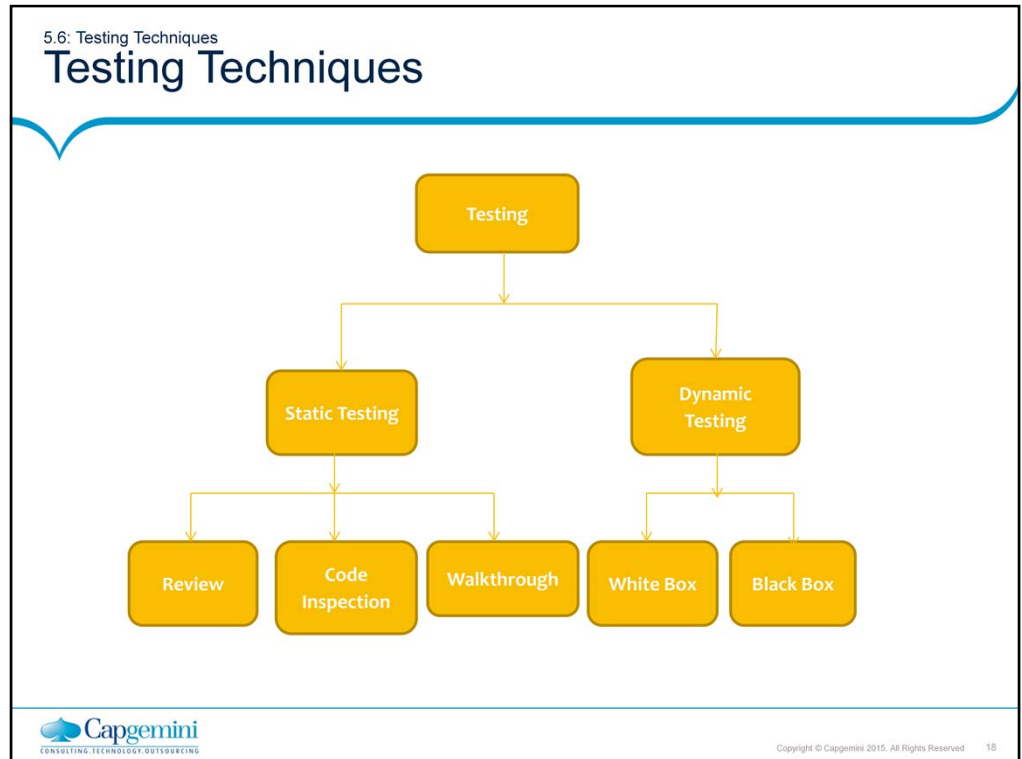 5.6: Testing Techniques
Testing Techniques
Testing
Static Testing
Dynamic
Testing
Review
Code
Inspection
Walkthrough
White Box
Black Box
Capgemini
CONSULTING.TECHNOLOGY.OUTSOURCING
Copyright © Capgemini 2015. All Rights Reserved 18